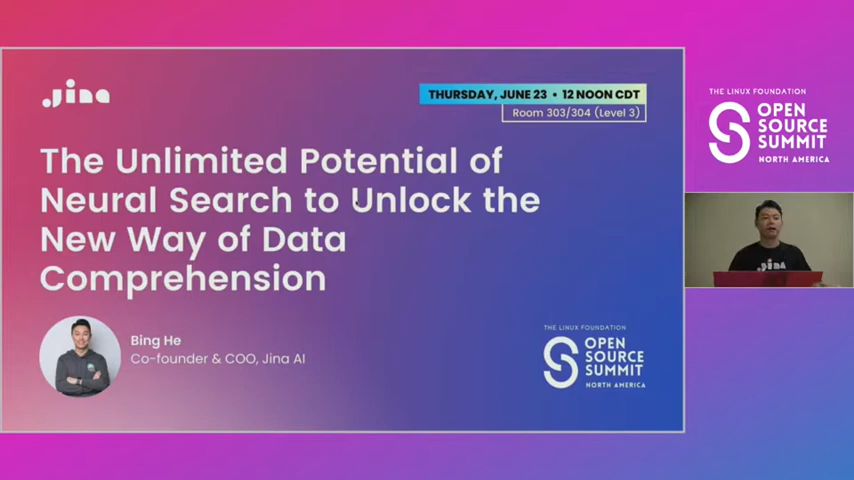 Jina
THURSDAY, JUNE 23 • 12 NOON CDT
Room 303/304 (Level 3)
The Unlimited Potential of
Neural Search to Unlock the
New Way of Data
Comprehension
Bing He
Co-founder & COO, Jina AI
THE LINUX FOUNDATION
OPEN
SOURCE
SUMMIT
NORTH AMERICA
THE LINUX FOUNDATION
OPEN
SOURCE
SUMMIT
NORTH AMERICA
Jina